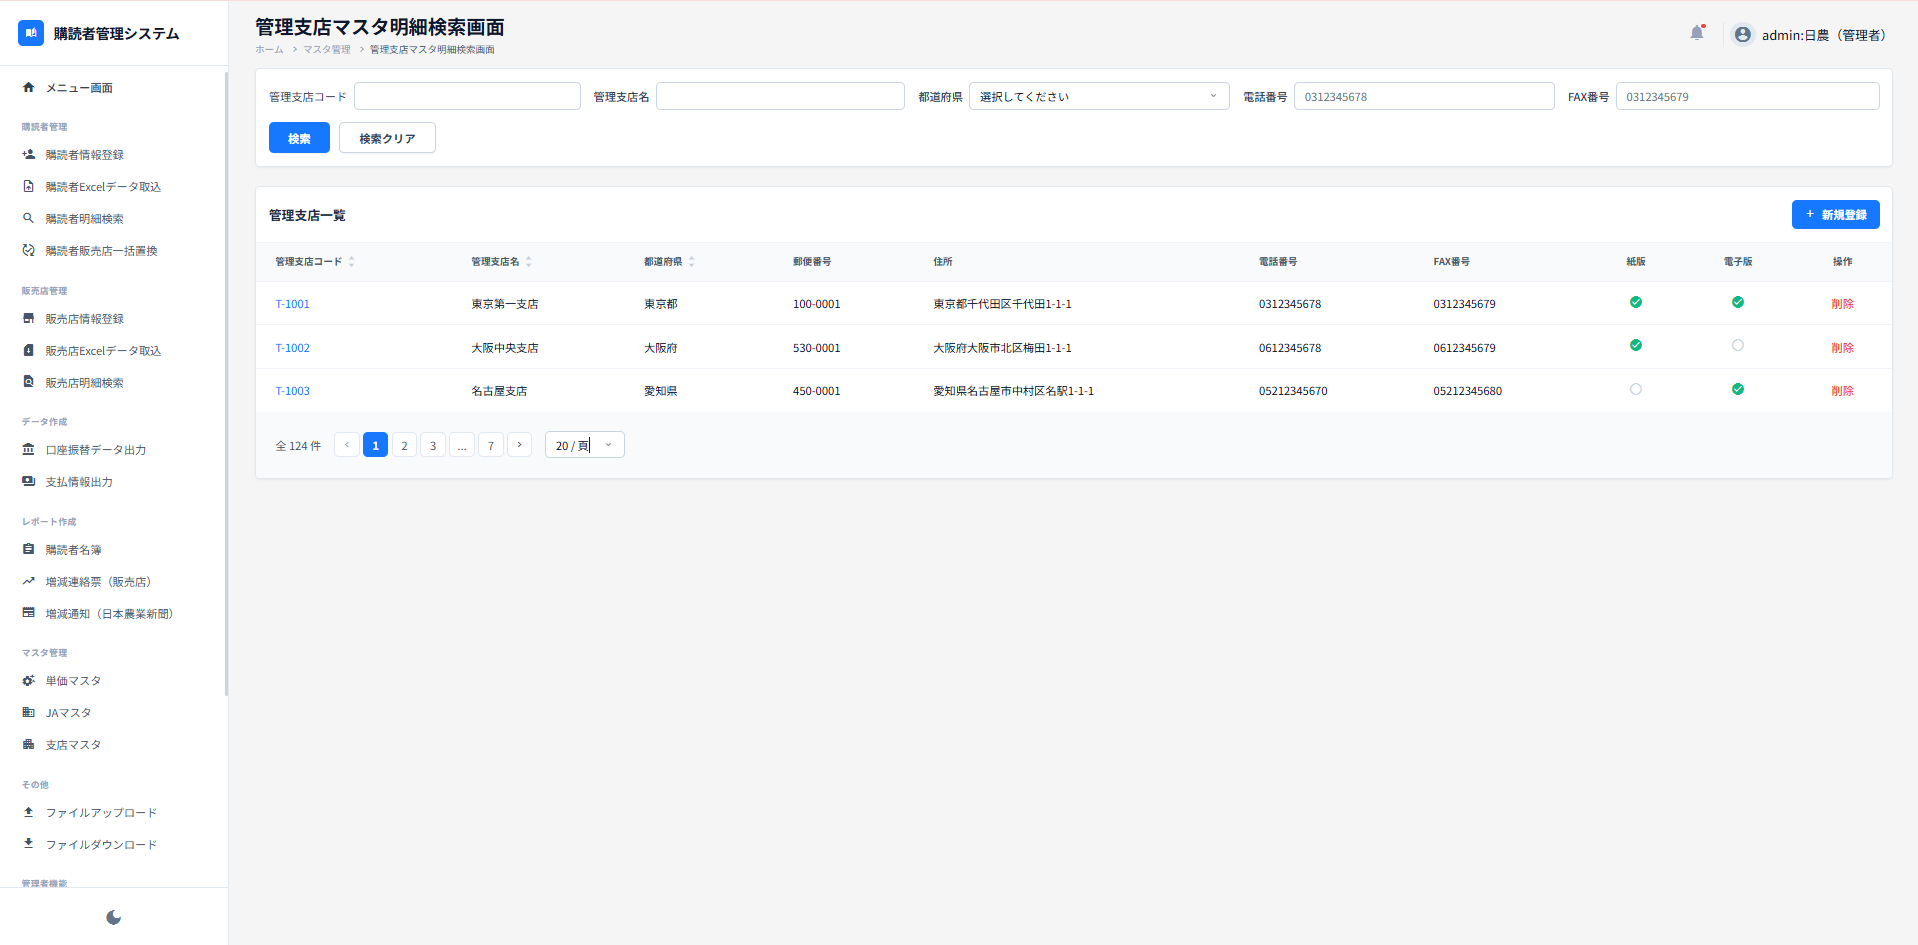 購読者管理システム
メニュー画面
購読者管理
購読者情報登録
購読者Excelデータ取込
購読者明細検索
購読者販売店一括置換
販売店管理
販売店情報登録
販売店Excelデータ取込
販売店明細検索
データ作成
口座振替データ出力
支払情報出力
レポート作成
購読者名簿
増減連絡票（販売店）
増減通知（日本農業新聞）
マスタ管理
単価マスタ
JAマスタ
支店マスタ
その他
ファイルアップロード
ファイルダウンロード
管理者機能
管理支店マスタ明細検索画面
ホーム > マスタ管理 > 管理支店マスタ明細検索画面
admin:日農（管理者）
管理支店コード 管理支店名 都道府県 選択してください 電話番号 0312345678 FAX番号 0312345679
検索 検索クリア
管理支店一覧
+ 新規登録
管理支店コード 管理支店名 都道府県 郵便番号 住所 電話番号 FAX番号 紙版 電子版 操作
T-1001 東京第一支店 東京都 100-0001 東京都千代田区千代田1-1-1 0312345678 0312345679 削除
T-1002 大阪中央支店 大阪府 530-0001 大阪府大阪市北区梅田1-1-1 0612345678 0612345679 削除
T-1003 名古屋支店 愛知県 450-0001 愛知県名古屋市中村区名駅1-1-1 05212345670 05212345680 削除
全 124 件 < 1 2 3 ... 7 > 20 / 頁